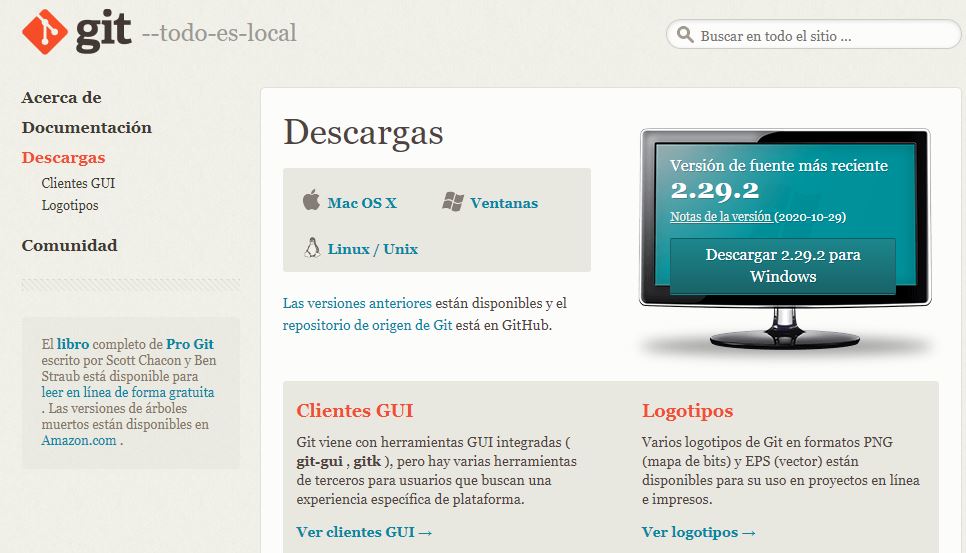 git --todo-es-local
Buscar en todo el sitio ...
Acerca de
Documentación
Descargas
Clientes GUI
Logotipos
Comunidad
El libro completo de Pro Git
escrito por Scott Chacon y Ben
Straub está disponible para
leer en línea de forma gratuita
. Las versiones de árboles
muertos están disponibles en
Amazon.com .
Descargas
Mac OS X
Ventanas
Linux / Unix
Las versiones anteriores están disponibles y el
repositorio de origen de Git está en GitHub.
Versión de fuente más reciente
2.29.2
Notas de la versión (2020-10-29)
Descargar 2.29.2 para
Windows
Clientes GUI
Git viene con herramientas GUI integradas (
git-gui , gitk ), pero hay varias herramientas
de terceros para usuarios que buscan una
experiencia específica de plataforma.
Ver clientes GUI →
Logotipos
Varios logotipos de Git en formatos PNG
(mapa de bits) y EPS (vector) están
disponibles para su uso en proyectos en línea
e impresos.
Ver logotipos →